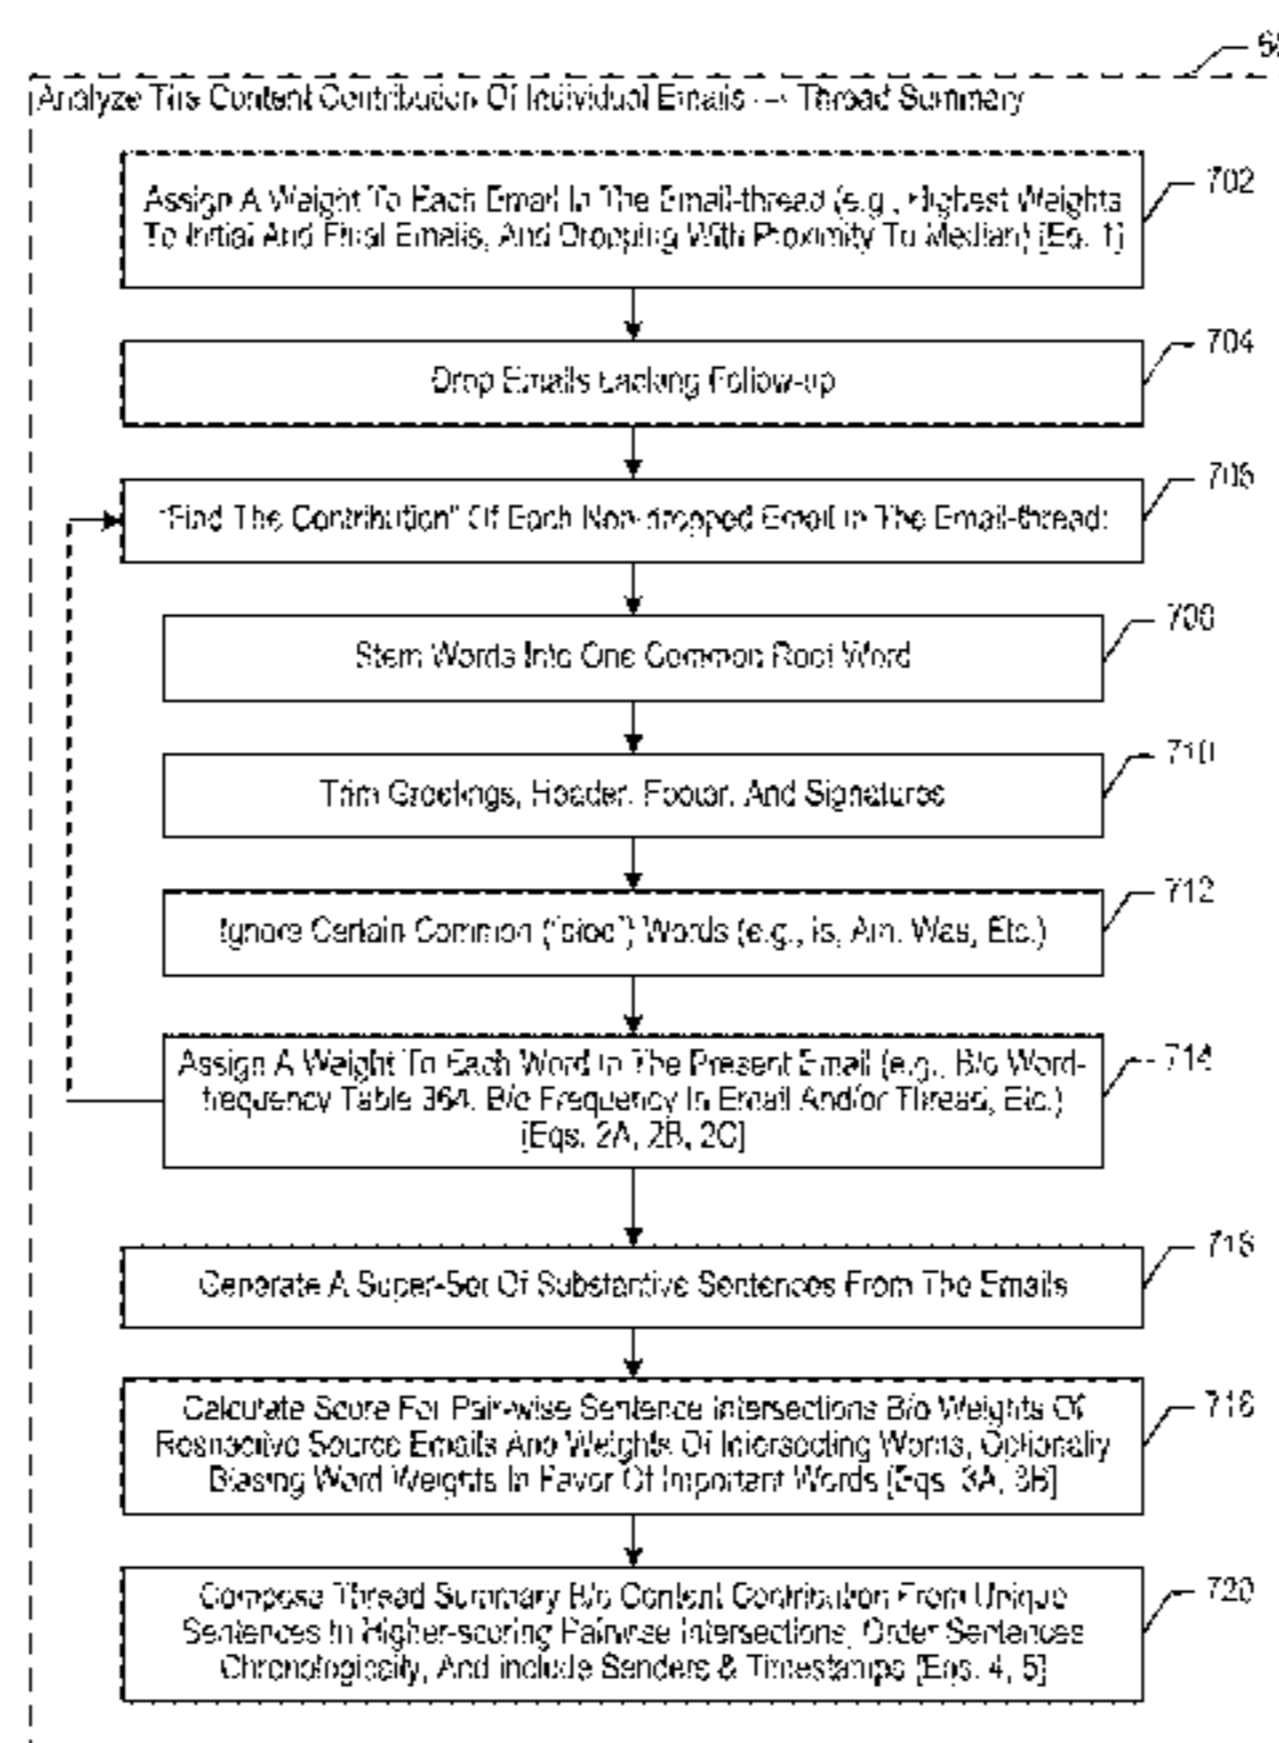 Analyze The Content Contribution Of Individual Emails → Thread Summary
702
Assign A Weight To Each Email In The Email-thread (e.g., Highest Weights
To Initial And Final Emails, And Dropping With Proximity To Median) [Eq. 1]
704
Drop Emails Lacking Follow-up
706
"Find The Contribution" Of Each Non-dropped Email in The Email-thread:
708
Stem Words Into One Common Root Word
710
Trim Greetings, Header, Footer, And Signatures
712
Ignore Certain Common ("stop") Words (e.g., is, Am, Was, Etc.)
714
Assign A Weight To Each Word in The Present Email (e.g., B/o Word-
frequency Table 364, B/o Frequency In Email And/or Thread, Etc.)
[Eqs. 2A, 2B, 2C]
716
Generate A Super-Set Of Substantive Sentences From The Emails
718
Calculate Score For Pair-wise Sentence Intersections B/o Weights Of
Respective Source Emails And Weights Of Intersecting Words, Optionally
Biasing Word Weights In Favor Of Important Words [Eqs. 3A, 3B]
720
Compose Thread Summary B/o Content Contribution From Unique
Sentences In Higher-scoring Pairwise Intersections, Order Sentences
Chronologically, And include Senders & Timestamps [Eqs. 4, 5]